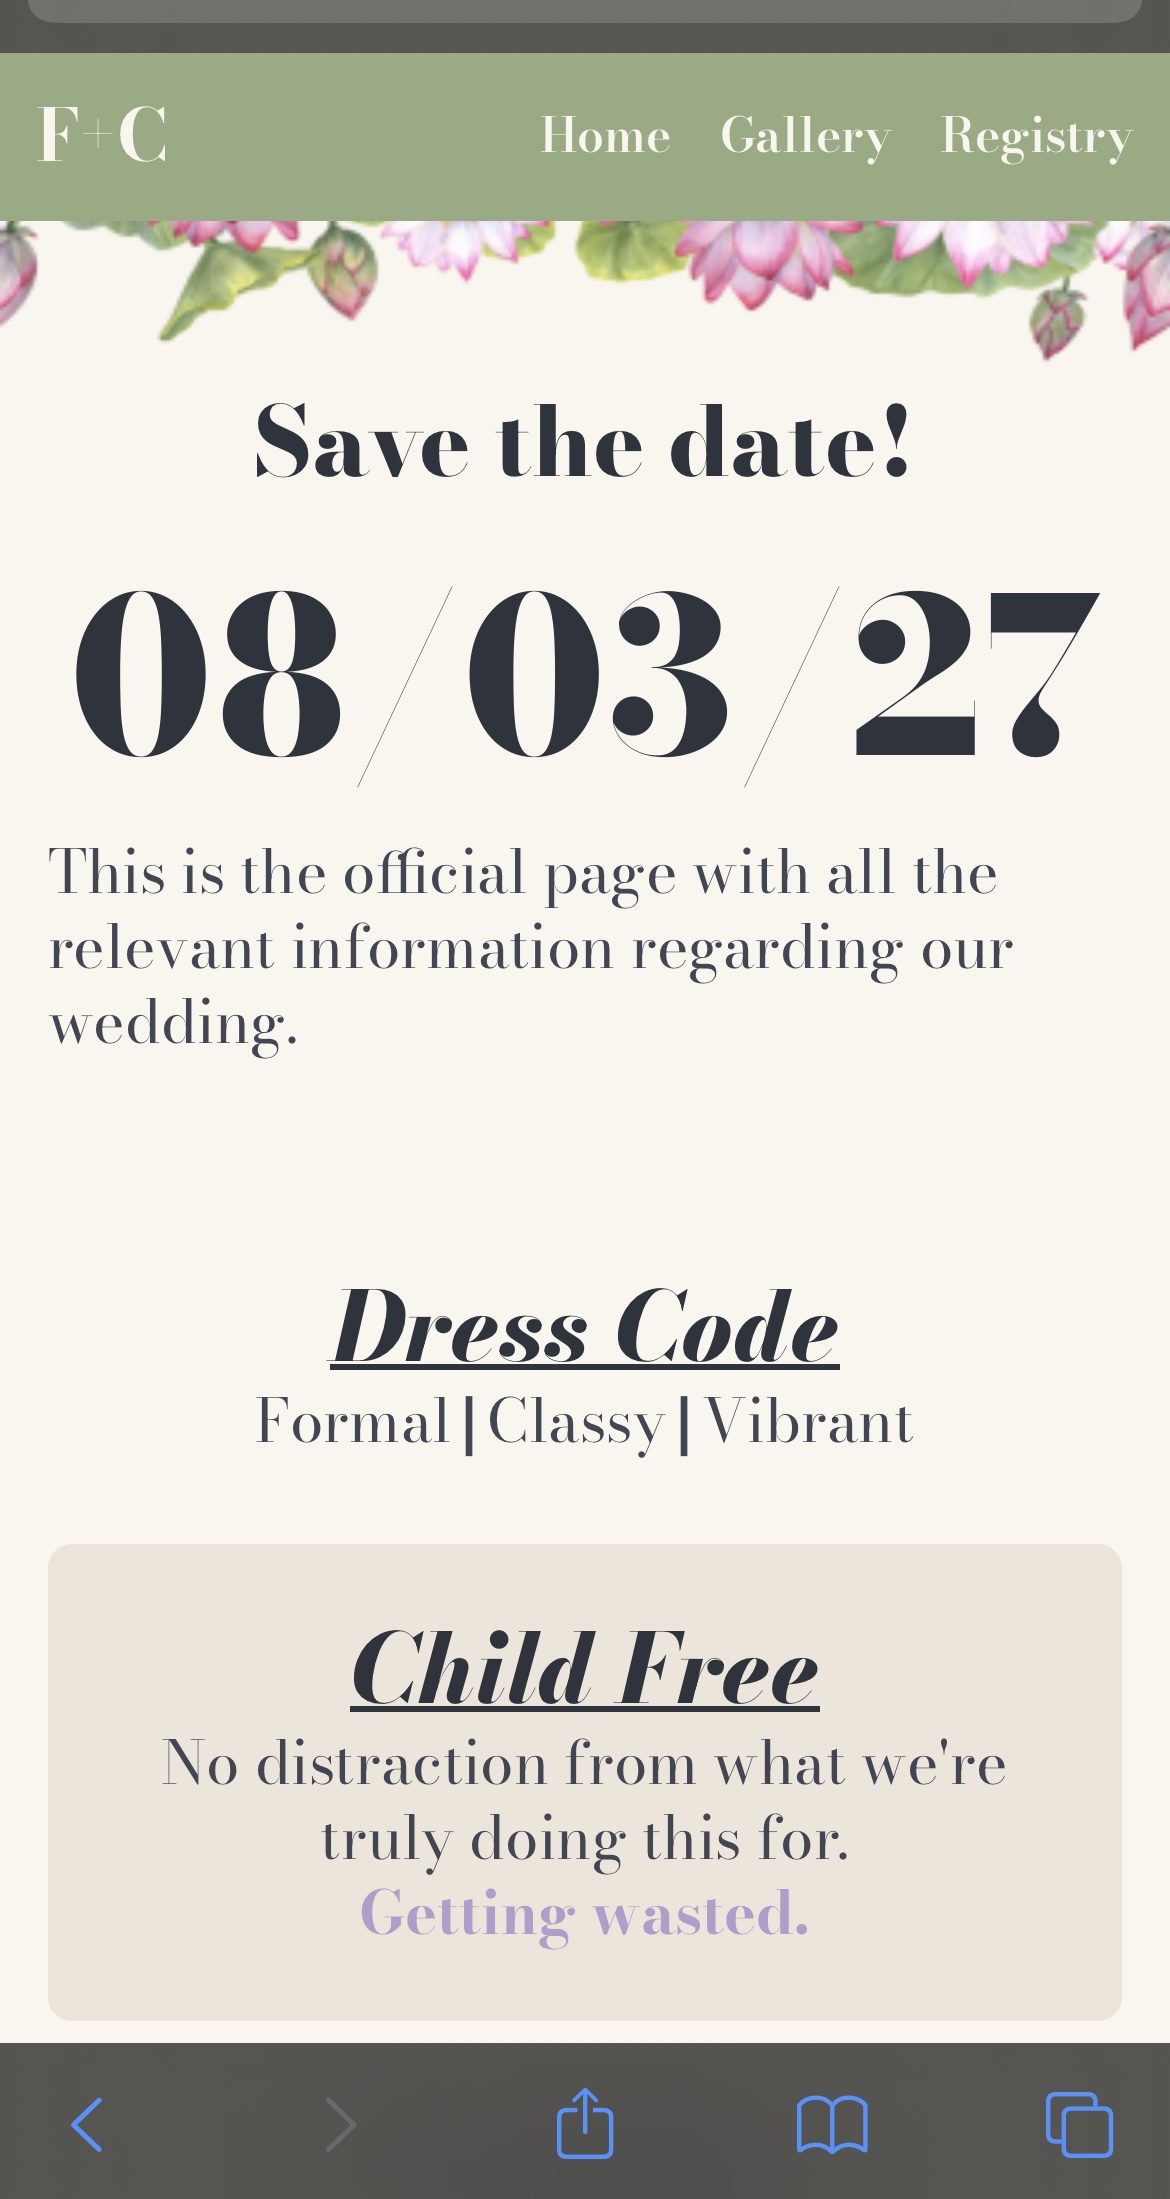 F+C
Home Gallery Registry
Save the date!
08/03/27
This is the official page with all the
relevant information regarding our
wedding.
Dress Code
Formal|Classy|Vibrant
Child Free
No distraction from what we're
truly doing this for.
Getting wasted.